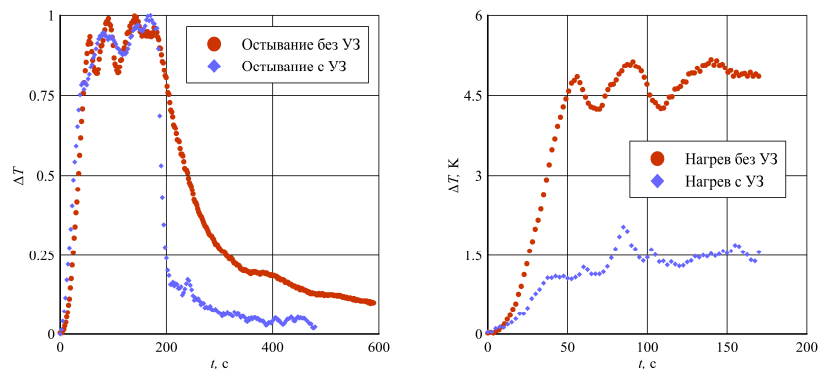 1
0.75
0.5
0.25
0
ΔT
Остывание без УЗ
Остывание с УЗ
0
200
400
600
t, с
6
4.5
3
1.5
0
ΔT, К
Нагрев без УЗ
Нагрев с УЗ
0
50
100
150
200
t, с